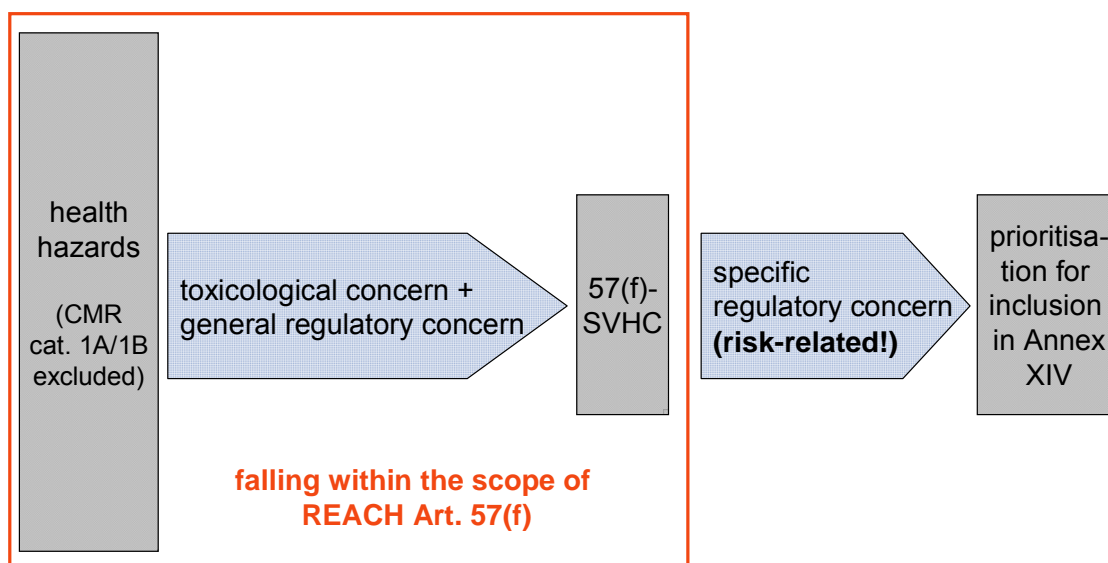 health
hazards
(CMR
cat. 1A/1B
excluded)
toxicological concern +
general regulatory concern
57(f)-
SVHC
specific
regulatory concern
(risk-related!)
prioritisa-
tion for
inclusion
in Annex
XIV
falling within the scope of
REACH Art. 57(f)